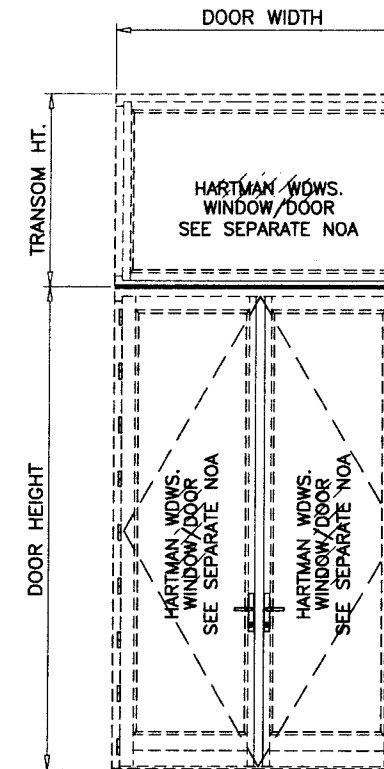 DOOR WIDTH
TRANSOM HT.
HARTMAN WDWS.
WINDOW/DOOR
SEE SEPARATE NOA
DOOR HEIGHT
HARTMAN WDWS.
WINDOW/DOOR
SEE SEPARATE NOA
HARTMAN WDWS.
WINDOW/DOOR
SEE SEPARATE NOA